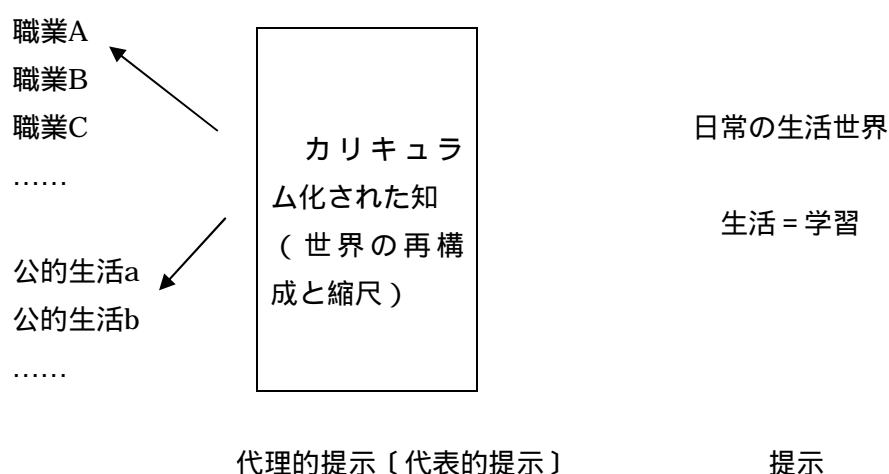 職業A
職業B
職業C
……
公的生活a
公的生活b
……
カリキュラ
ム化された知
(世界の再構
成と縮尺)
日常の生活世界
生活=学習
代理的提示〔代表的提示〕
提示